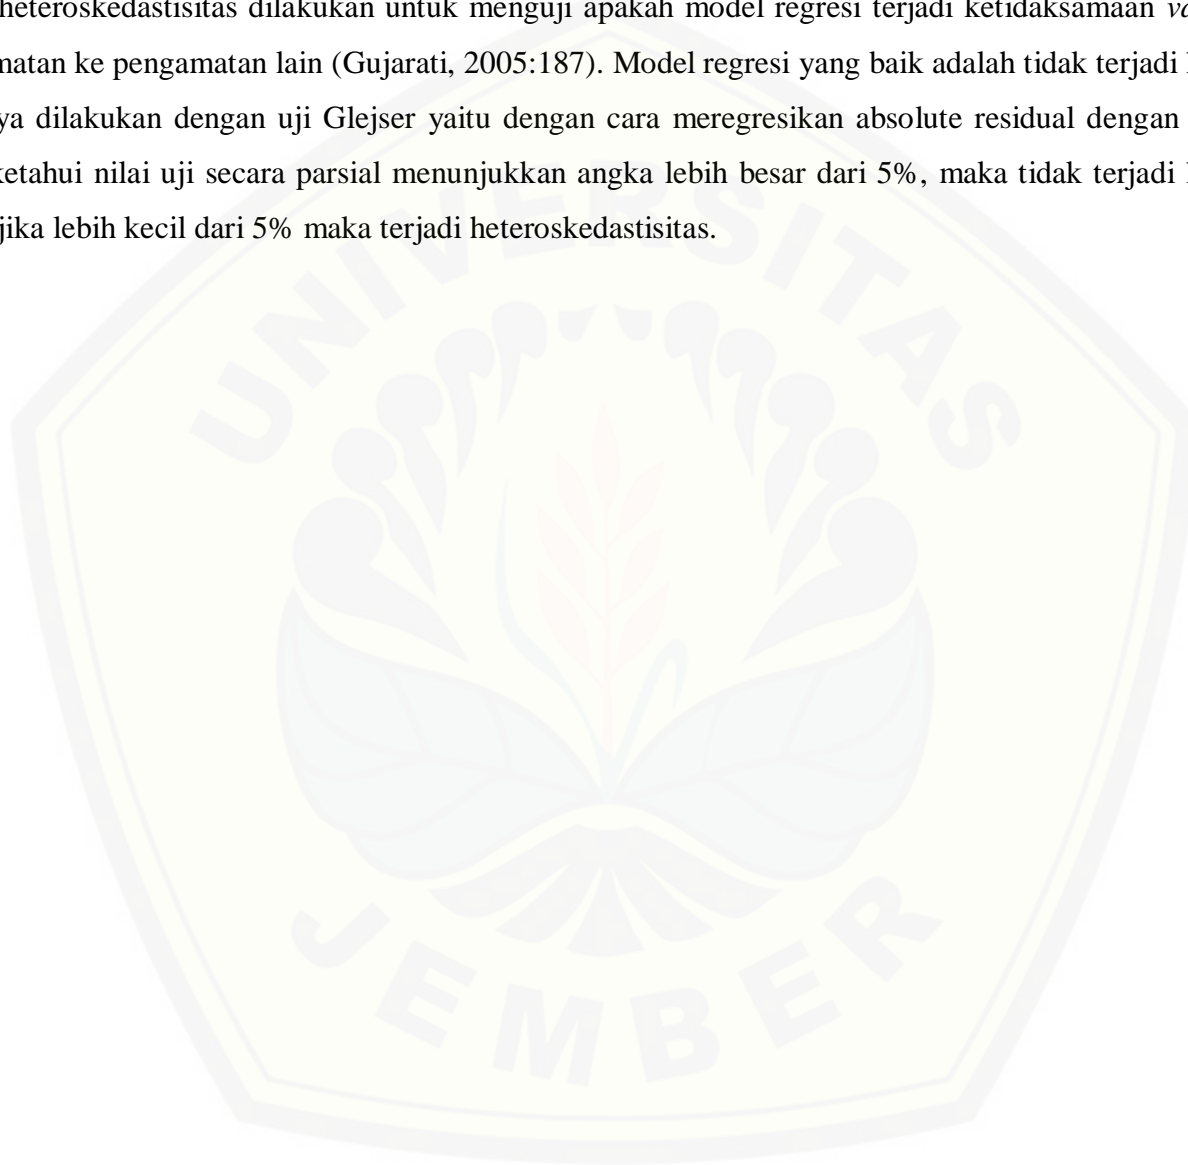 heteroskedastisitas dilakukan untuk menguji apakah model regresi terjadi ketidaksamaan
matan ke pengamatan lain (Gujarati, 2005:187). Model regresi yang baik adalah tidak terjadi
ya dilakukan dengan uji Glejser yaitu dengan cara meregresikan absolute residual dengan
ketahui nilai uji secara parsial menunjukkan angka lebih besar dari 5%, maka tidak terjadi
jika lebih kecil dari 5% maka terjadi heteroskedastisitas.
UNIVERSITAS
JEMBER